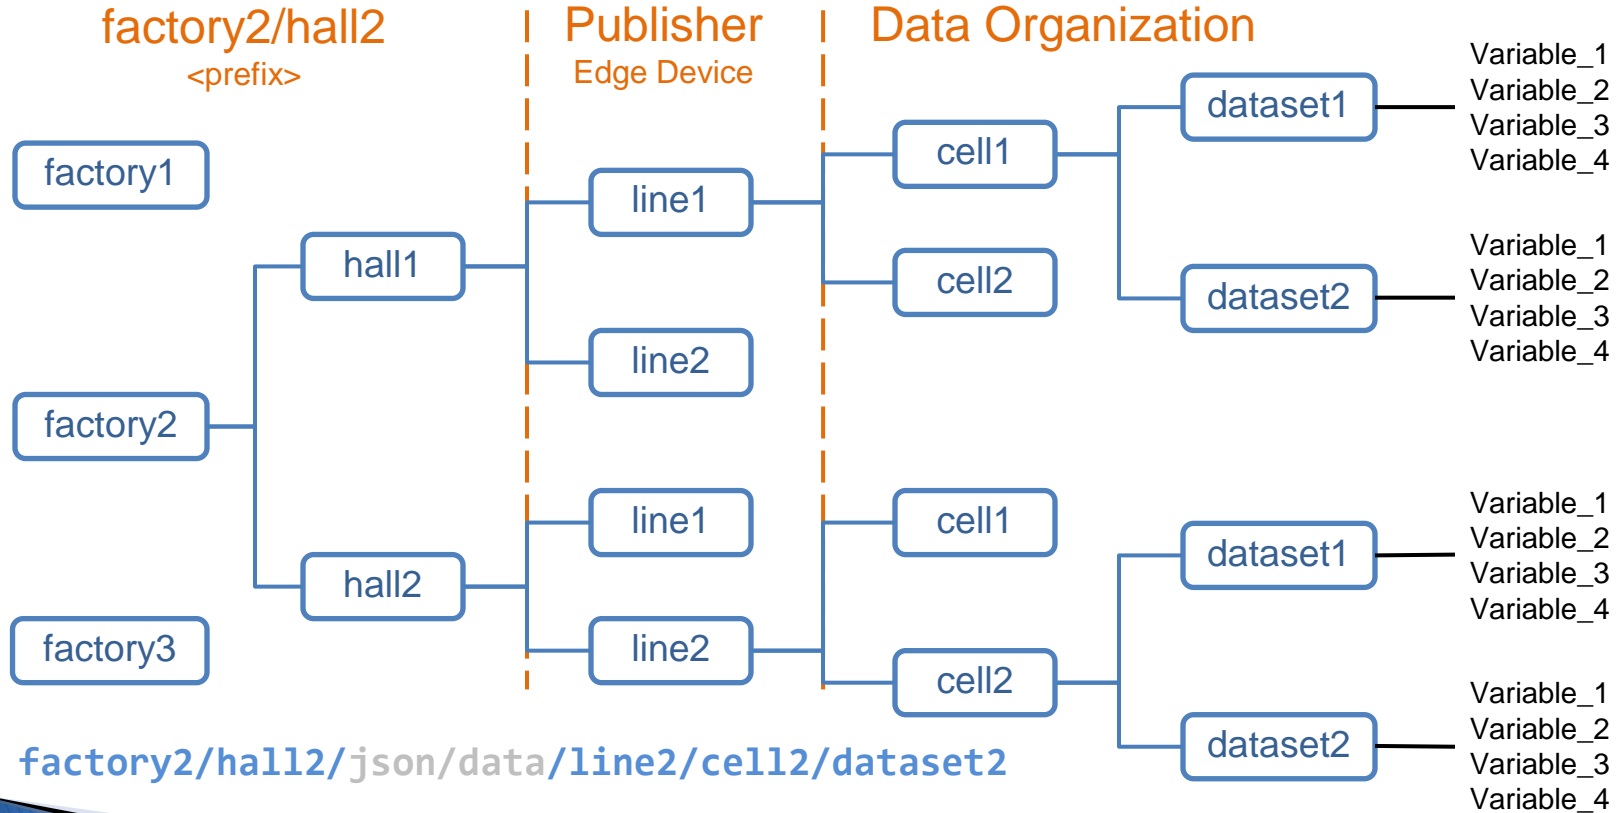 factory2/hall2
<prefix>
Publisher
Edge Device
Data Organization
factory1
factory2
factory3
hall1
hall2
line1
line2
line1
line2
cell1
cell2
cell1
cell2
dataset1
dataset2
dataset1
dataset2
Variable_1
Variable_2
Variable_3
Variable_4
Variable_1
Variable_2
Variable_3
Variable_4
Variable_1
Variable_2
Variable_3
Variable_4
Variable_1
Variable_2
Variable_3
Variable_4
factory2/hall2/json/data/line2/cell2/dataset2